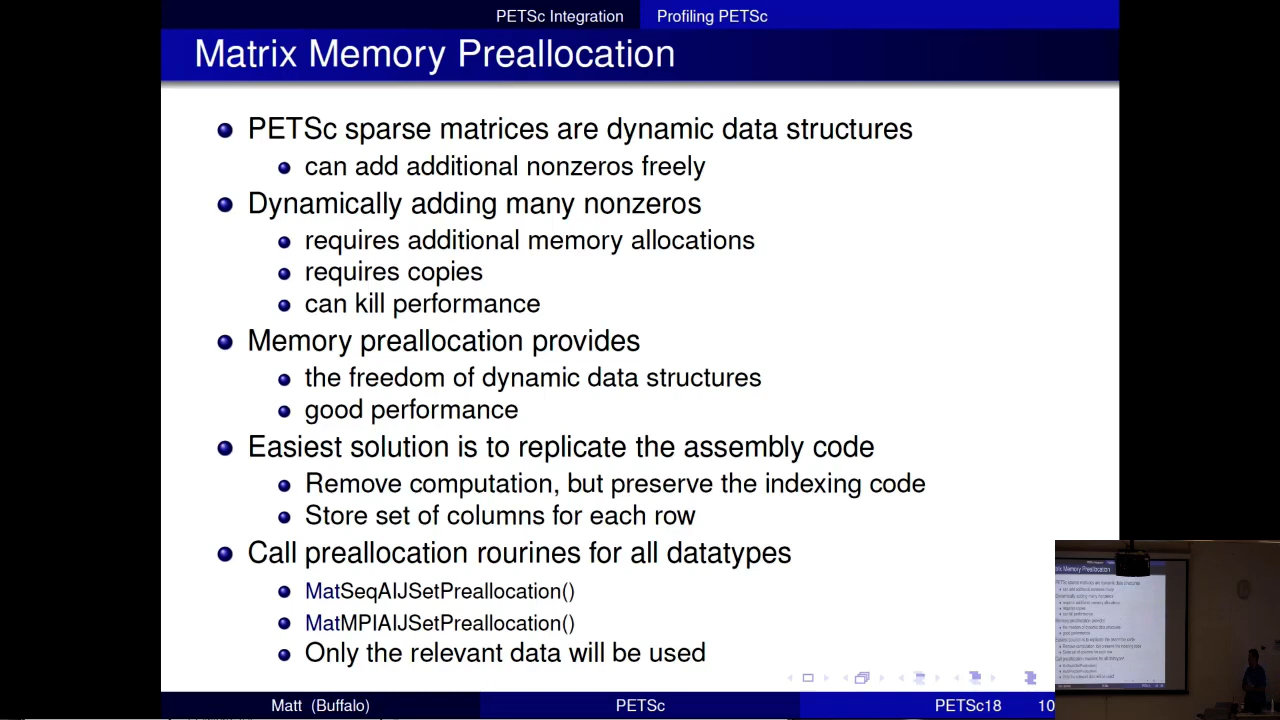 PETSc Integration Profiling PETSc
Matrix Memory Preallocation
PETSc sparse matrices are dynamic data structures
can add additional nonzeros freely
Dynamically adding many nonzeros
requires additional memory allocations
requires copies
can kill performance
Memory preallocation provides
the freedom of dynamic data structures
good performance
Easiest solution is to replicate the assembly code
Remove computation, but preserve the indexing code
Store set of columns for each row
Call preallocation rourines for all datatypes
MatSeqAIJSetPreallocation()
MatMPIAIJSetPreallocation()
Only the relevant data will be used
Matt (Buffalo) PETSc PETSc18 10